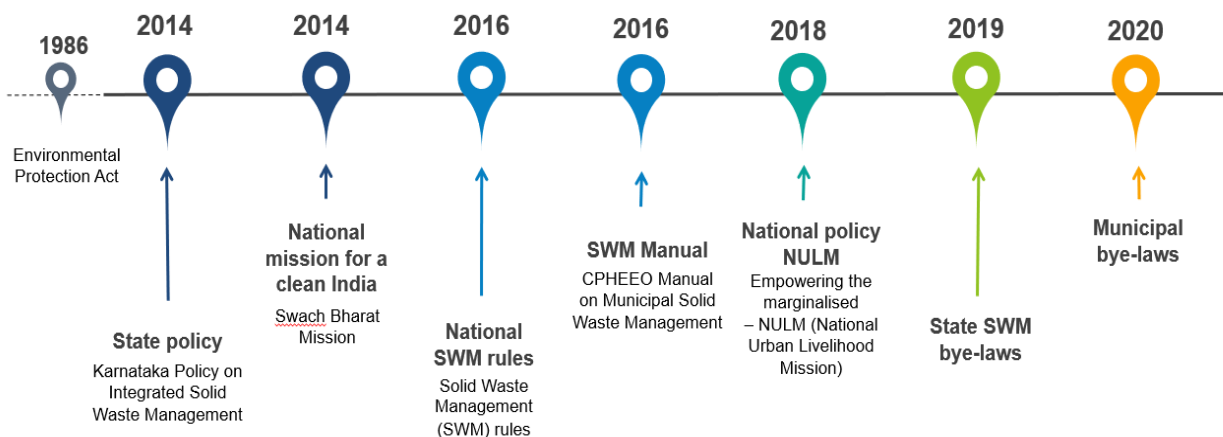 1986
Environmental
Protection Act
2014
State policy
Karnataka Policy on
Integrated Solid
Waste Management
2014
National
mission for a
clean India
Swach Bharat
Mission
2016
National
SWM rules
Solid Waste
Management
(SWM) rules
2016
SWM Manual
CPHEEO Manual
on Municipal Solid
Waste Management
2018
National policy
NULM
Empowering the
marginalised
– NULM (National
Urban Livelihood
Mission)
2019
State SWM
bye-laws
2020
Municipal
bye-laws